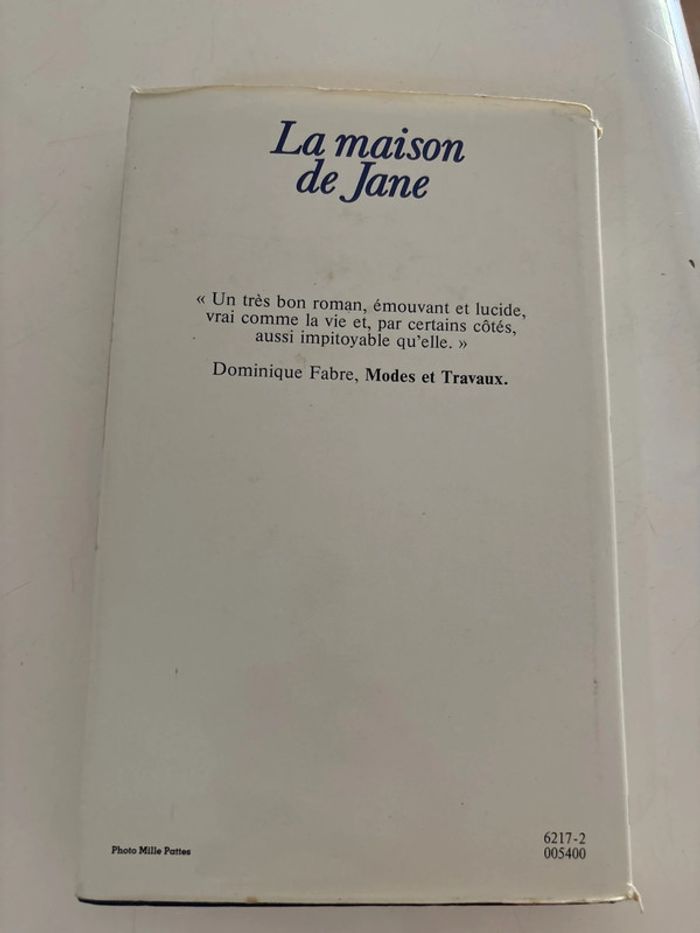 La maison
de Jane
« Un très bon roman, émouvant et lucide,
vrai comme la vie et, par certains côtés,
aussi impitoyable qu'elle. »
Dominique Fabre, Modes et Travaux.
Photo Mille Pattes
6217-2
005400